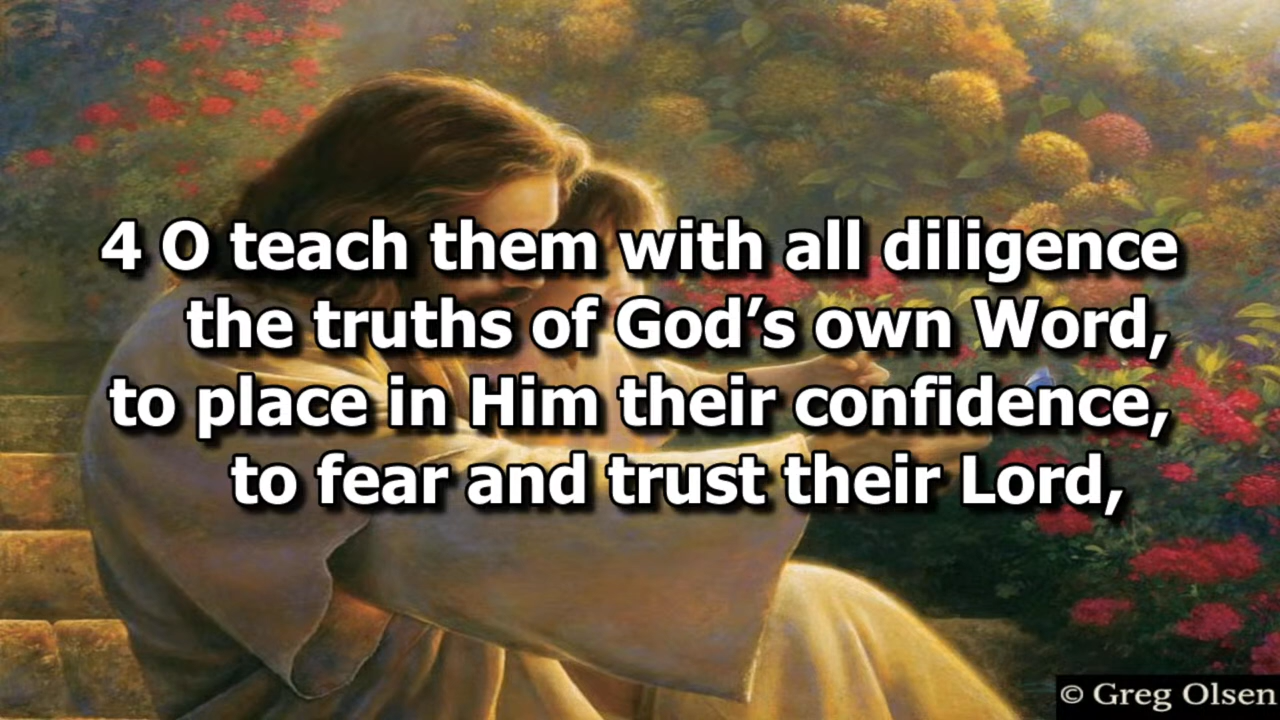 4 O teach them with all diligence
the truths of God’s own Word,
to place in Him their confidence,
to fear and trust their Lord,
© Greg Olsen